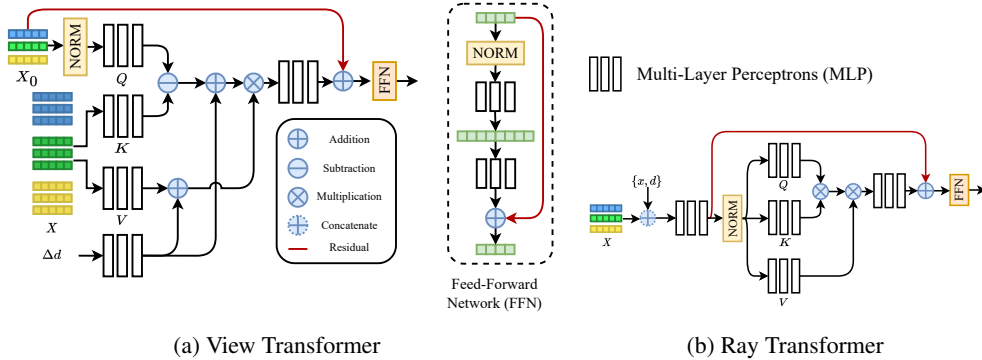 X₀
NORM
Q
K
V
X
Δd
FFN
Addition
Subtraction
Multiplication
Concatenate
Residual
(a) View Transformer
NORM
Feed-Forward
Network (FFN)
Multi-Layer Perceptrons (MLP)
{x, d}
X
NORM
Q
K
V
FFN
(b) Ray Transformer